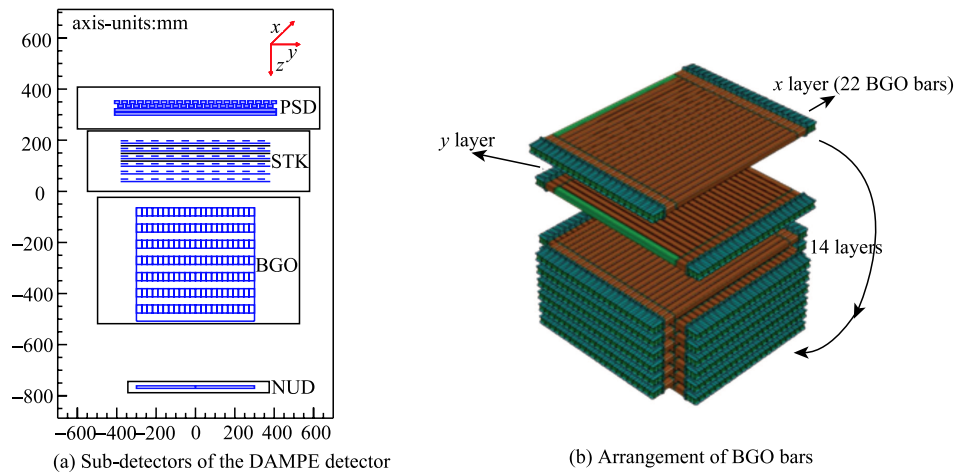 axis-units:mm
x
y
z
600
400
200
0
−200
−400
−600
−800
PSD
STK
BGO
NUD
−600 −400 −200 0 200 400 600
(a) Sub-detectors of the DAMPE detector
x layer (22 BGO bars)
y layer
14 layers
(b) Arrangement of BGO bars